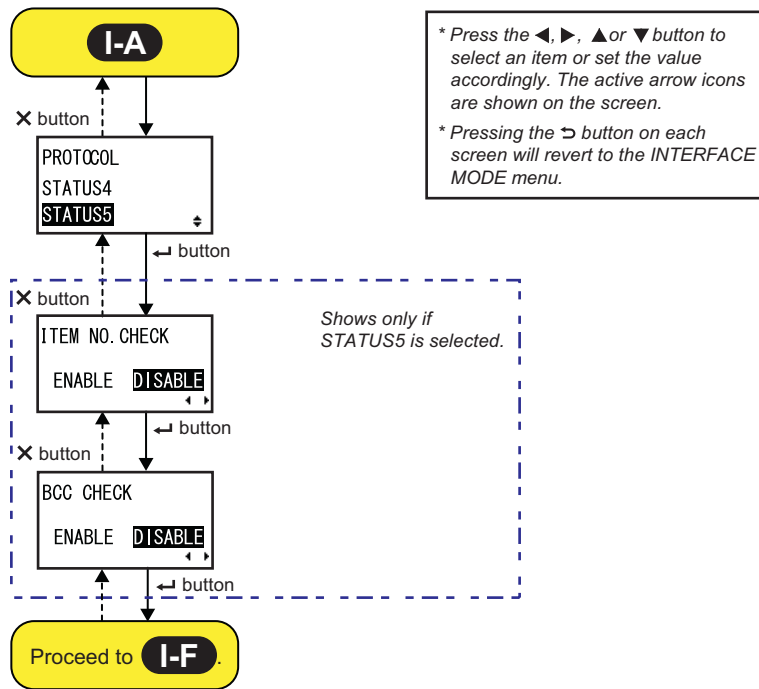 I-A
* Press the ◀, ▶, ▲or ▼ button to
select an item or set the value
accordingly. The active arrow icons
are shown on the screen.
* Pressing the ⮌ button on each
screen will revert to the INTERFACE
MODE menu.
✕ button
PROTOCOL
STATUS4
STATUS5
↵ button
✕ button
Shows only if
STATUS5 is selected.
ITEM NO.CHECK
ENABLE DISABLE
↵ button
✕ button
BCC CHECK
ENABLE DISABLE
↵ button
Proceed to I-F.